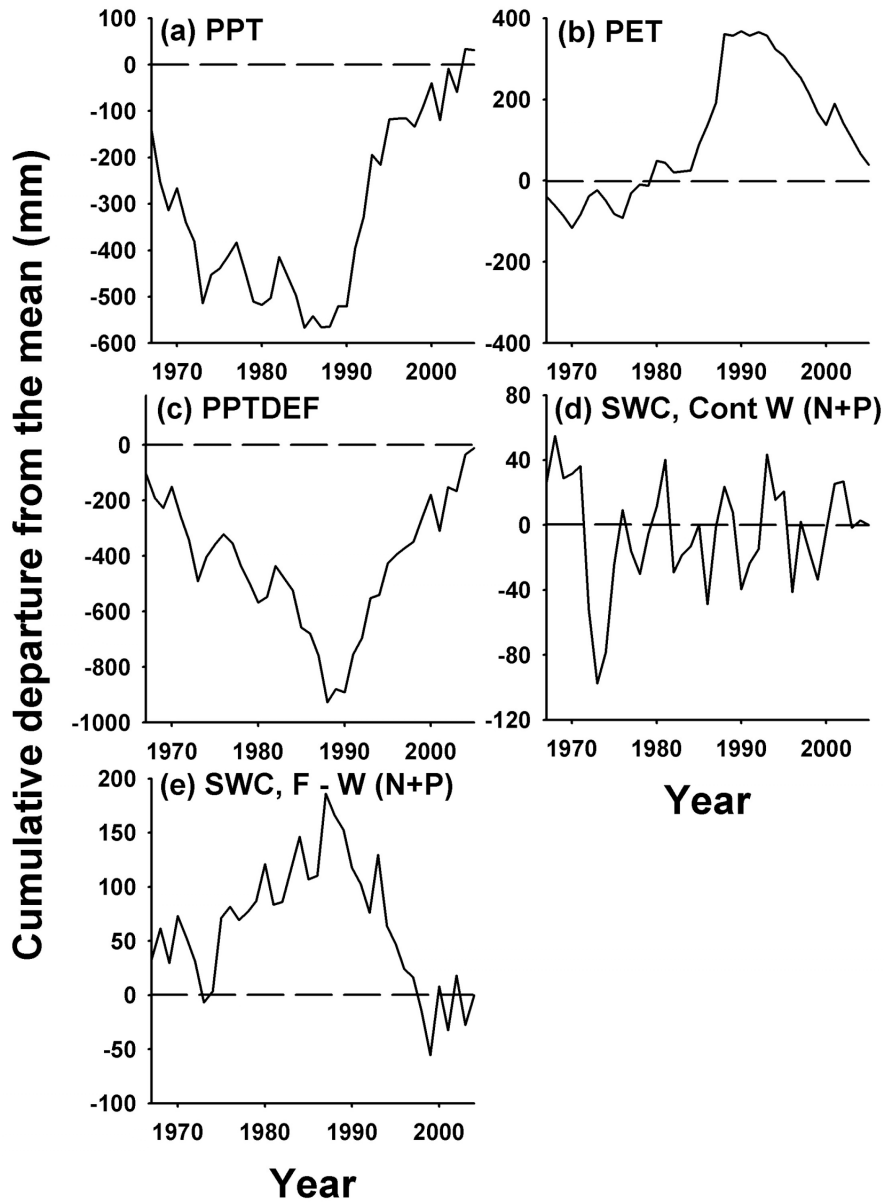 Cumulative departure from the mean (mm)
(a) PPT
100
0
-100
-200
-300
-400
-500
-600
1970 1980 1990 2000
(b) PET
400
200
0
-200
-400
1970 1980 1990 2000
(c) PPTDEF
0
-200
-400
-600
-800
-1000
1970 1980 1990 2000
(d) SWC, Cont W (N+P)
80
40
0
-40
-80
-120
1970 1980 1990 2000
Year
(e) SWC, F - W (N+P)
200
150
100
50
0
-50
-100
1970 1980 1990 2000
Year